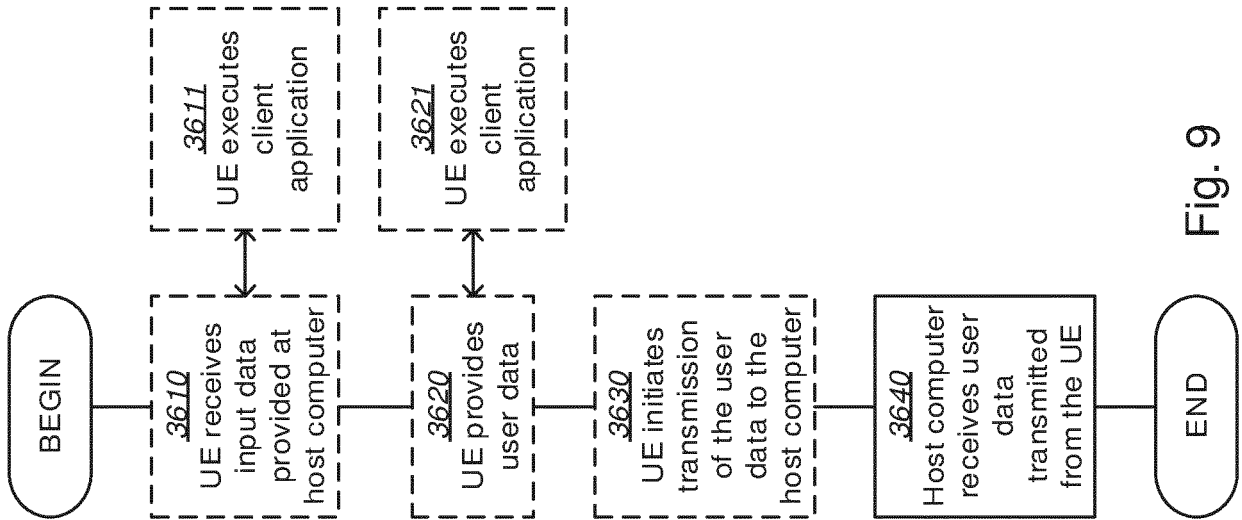 BEGIN
3610
UE receives
input data
provided at
host computer
3611
UE executes
client
application
3620
UE provides
user data
3621
UE executes
client
application
3630
UE initiates
transmission
of the user
data to the
host computer
3640
Host computer
receives user
data
transmitted
from the UE
END
Fig. 9